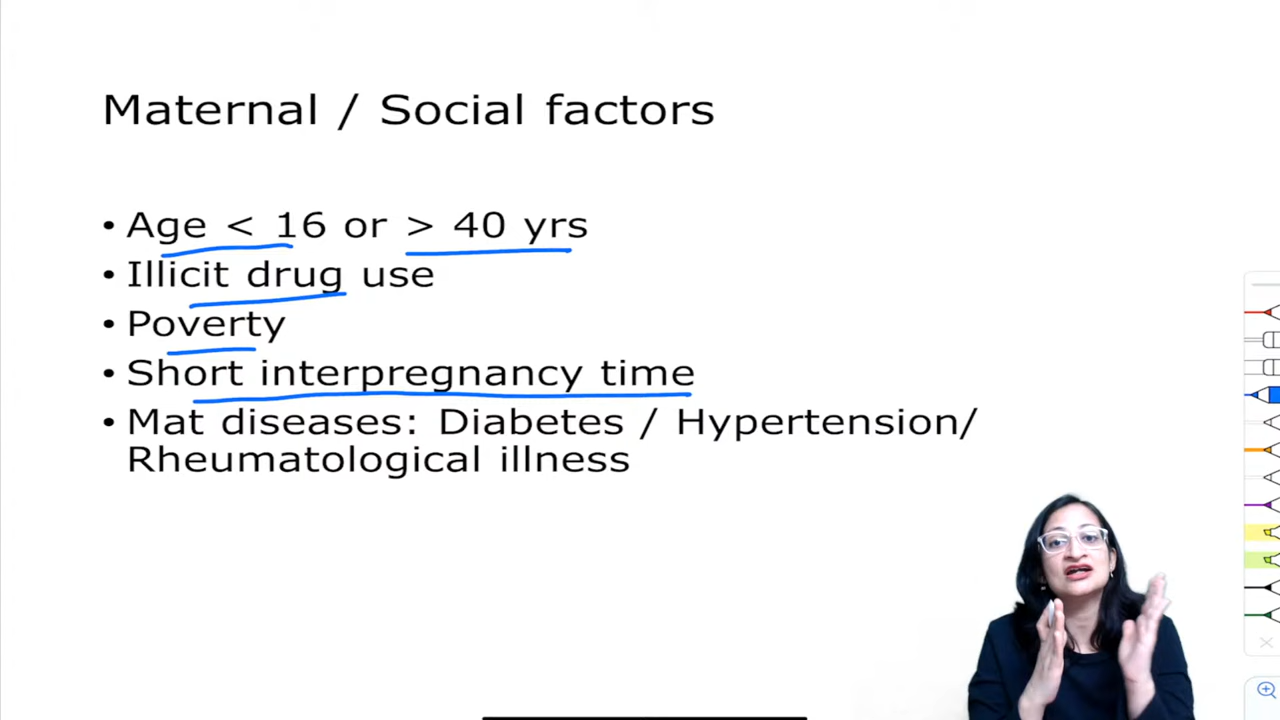 Maternal / Social factors
• Age < 16 or > 40 yrs
• Illicit drug use
• Poverty
• Short interpregnancy time
• Mat diseases: Diabetes / Hypertension/
Rheumatological illness